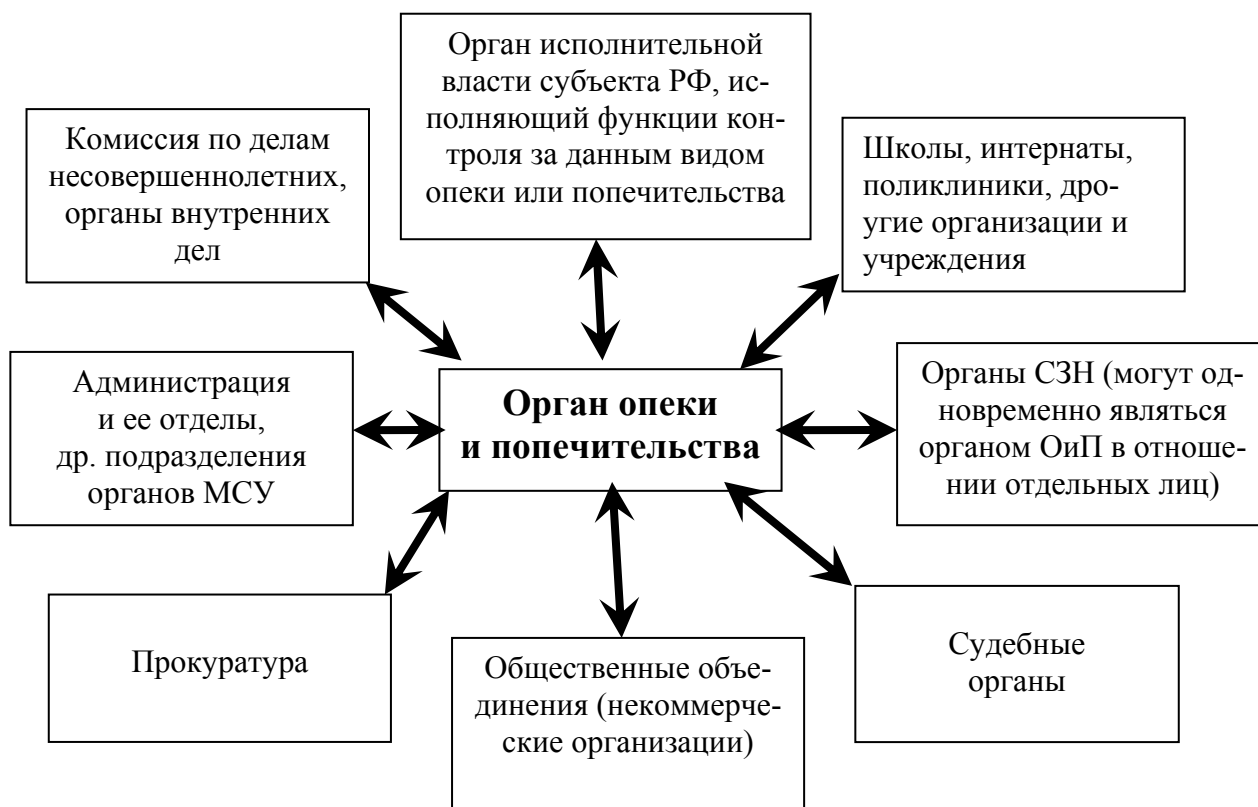 Орган исполнительной
власти субъекта РФ, ис-
полняющий функции кон-
троля за данным видом
опеки или попечительства
Комиссия по делам
несовершеннолетних,
органы внутренних
дел
Школы, интернаты,
поликлиники, дро-
угие организации и
учреждения
Администрация
и ее отделы,
др. подразделения
органов МСУ
Орган опеки
и попечительства
Органы СЗН (могут од-
новременно являться
органом ОиП в отноше-
нии отдельных лиц)
Прокуратура
Общественные объе-
динения (некоммерче-
ские организации)
Судебные
органы